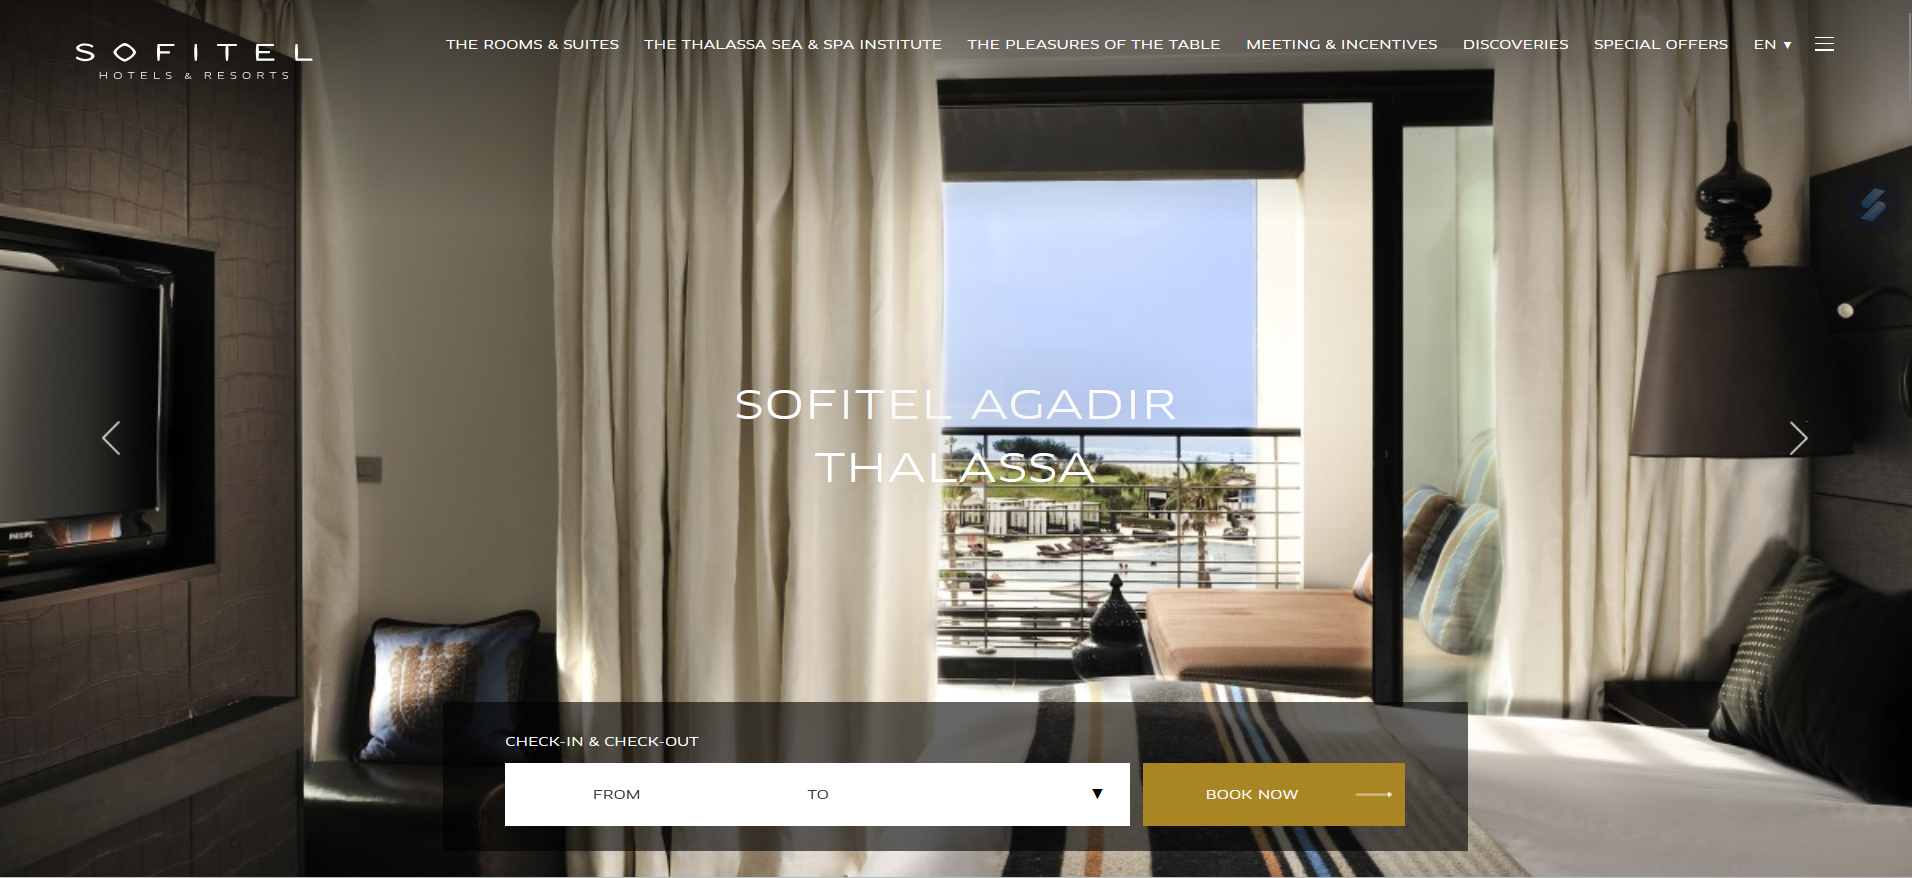 SOFITEL
HOTELS & RESORTS
THE ROOMS & SUITES THE THALASSA SEA & SPA INSTITUTE THE PLEASURES OF THE TABLE MEETING & INCENTIVES DISCOVERIES SPECIAL OFFERS EN ▼
SOFITEL AGADIR
THALASSA
PHILIPS
CHECK-IN & CHECK-OUT
FROM TO ▼ BOOK NOW